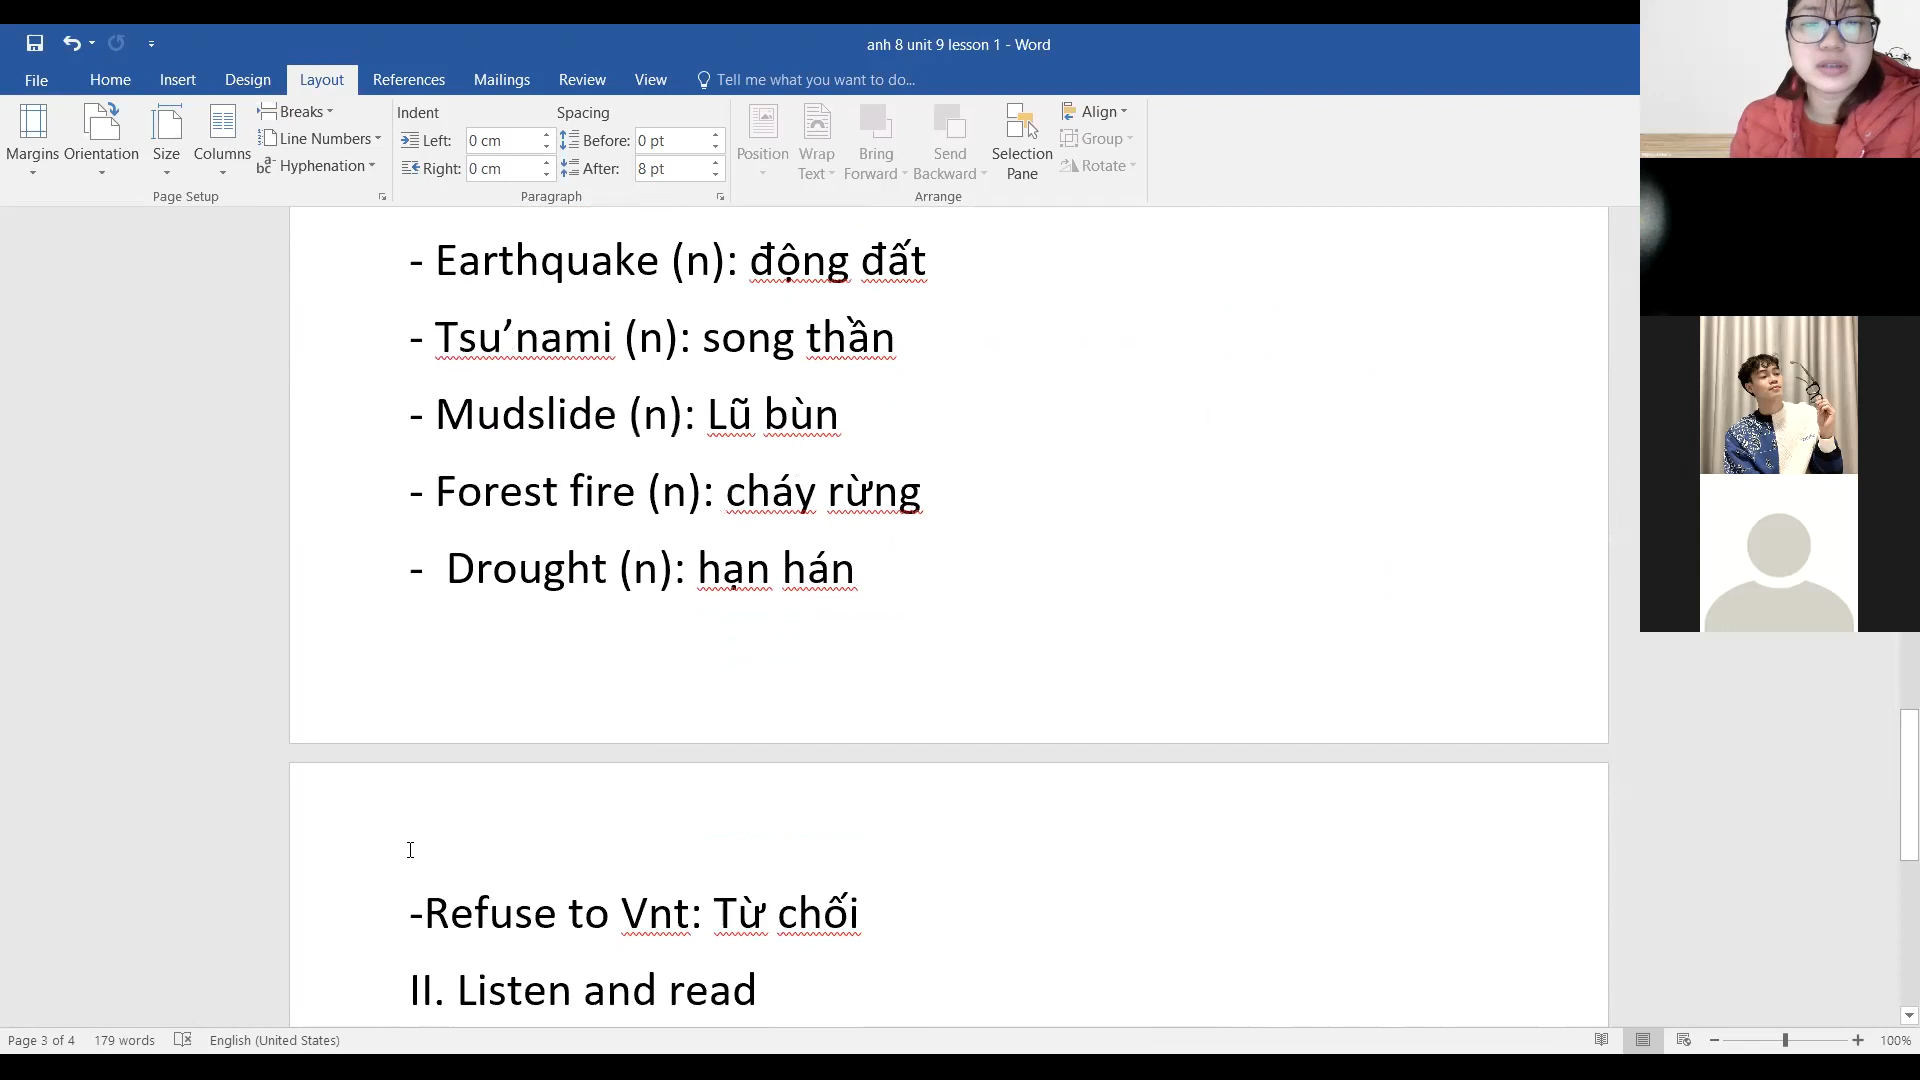 anh 8 unit 9 lesson 1 - Word
File Home Insert Design Layout References Mailings Review View Tell me what you want to do...
Margins Orientation Size Columns
Breaks
Line Numbers
Hyphenation
Page Setup
Indent Spacing
Left: 0 cm Before: 0 pt
Right: 0 cm After: 8 pt
Paragraph
Position Wrap Text Bring Forward Send Backward Selection Pane
Align
Group
Rotate
Arrange
- Earthquake (n): động đất
- Tsu’nami (n): song thần
- Mudslide (n): Lũ bùn
- Forest fire (n): cháy rừng
- Drought (n): hạn hán
-Refuse to Vnt: Từ chối
II. Listen and read
Page 3 of 4 179 words English (United States) 100%